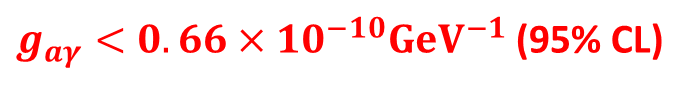 g_{aγ} < 0.66 × 10^{−10}GeV^{−1} (95% CL)